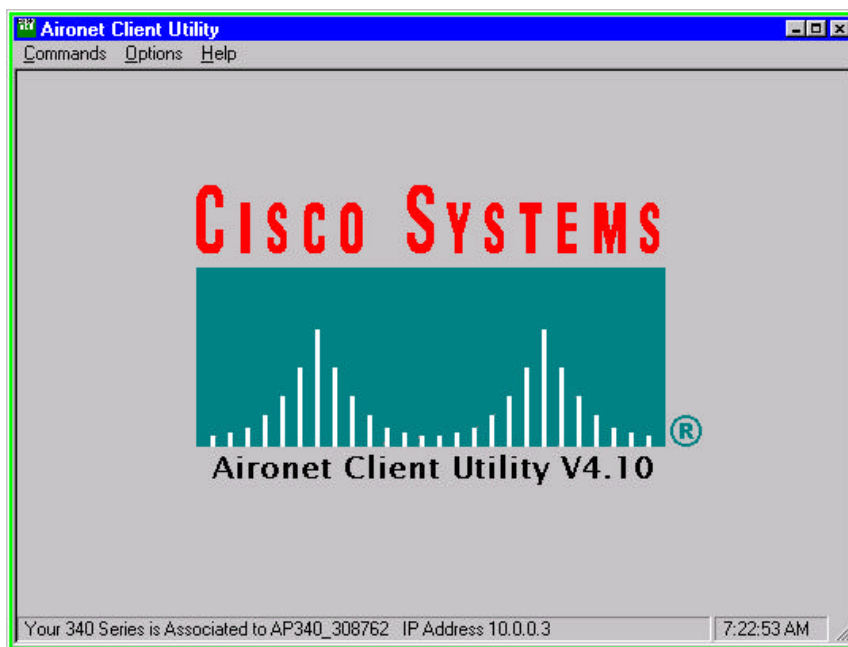 Aironet Client Utility
Commands Options Help
CISCO SYSTEMS
®
Aironet Client Utility V4.10
Your 340 Series is Associated to AP340_308762 IP Address 10.0.0.3 7:22:53 AM